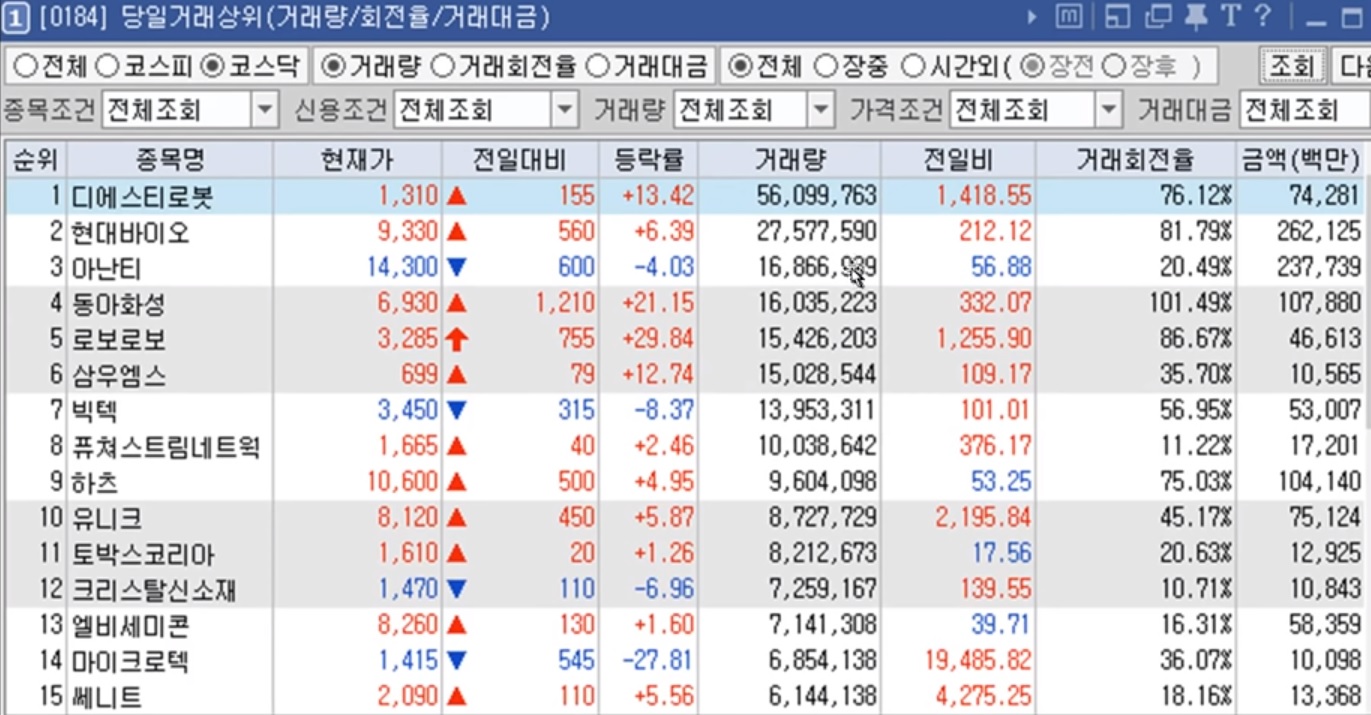 1 [0184] 당일거래상위(거래량/회전율/거래대금) T ?
전체 코스피 코스닥 거래량 거래회전율 거래대금 전체 장중 시간외( 장전 장후 ) 조회
종목조건 전체조회 신용조건 전체조회 거래량 전체조회 가격조건 전체조회 거래대금 전체조회
순위 종목명 현재가 전일대비 등락률 거래량 전일비 거래회전율 금액(백만)
1 디에스티로봇 1,310 ▲ 155 +13.42 56,099,763 1,418.55 76.12% 74,281
2 현대바이오 9,330 ▲ 560 +6.39 27,577,590 212.12 81.79% 262,125
3 아난티 14,300 ▼ 600 -4.03 56.88 20.49% 237,739
4 동아화성 6,930 ▲ 1,210 +21.15 16,035,223 332.07 101.49% 107,880
5 로보로보 3,285 ↑ 755 +29.84 15,426,203 1,255.90 86.67% 46,613
6 삼우엠스 699 ▲ 79 +12.74 15,028,544 109.17 35.70% 10,565
7 빅텍 3,450 ▼ 315 -8.37 13,953,311 101.01 56.95% 53,007
8 퓨쳐스트림네트웍 1,665 ▲ 40 +2.46 10,038,642 376.17 11.22% 17,201
9 하츠 10,600 ▲ 500 +4.95 9,604,098 53.25 75.03% 104,140
10 유니크 8,120 ▲ 450 +5.87 8,727,729 2,195.84 45.17% 75,124
11 토박스코리아 1,610 ▲ 20 +1.26 8,212,673 17.56 20.63% 12,925
12 크리스탈신소재 1,470 ▼ 110 -6.96 7,259,167 139.55 10.71% 10,843
13 엘비세미콘 8,260 ▲ 130 +1.60 7,141,308 39.71 16.31% 58,359
14 마이크로텍 1,415 ▼ 545 -27.81 6,854,138 19,485.82 36.07% 10,098
15 쎄니트 2,090 ▲ 110 +5.56 6,144,138 4,275.25 18.16% 13,368